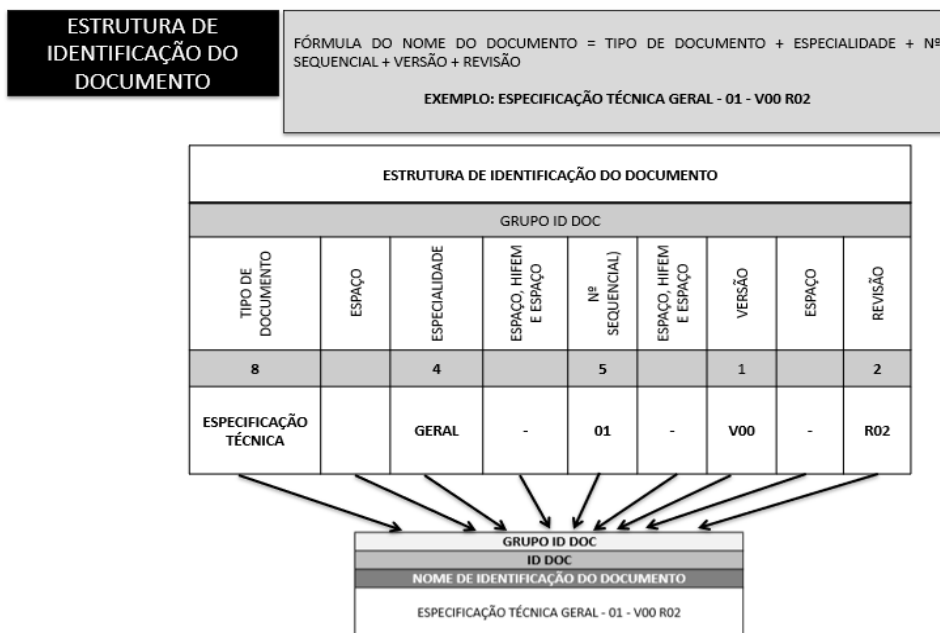 ESTRUTURA DE
IDENTIFICAÇÃO DO
DOCUMENTO
FÓRMULA DO NOME DO DOCUMENTO = TIPO DE DOCUMENTO + ESPECIALIDADE + Nº
SEQUENCIAL + VERSÃO + REVISÃO
EXEMPLO: ESPECIFICAÇÃO TÉCNICA GERAL - 01 - V00 R02
ESTRUTURA DE IDENTIFICAÇÃO DO DOCUMENTO
GRUPO ID DOC
TIPO DE
DOCUMENTO
ESPAÇO
ESPECIALIDADE
ESPAÇO, HIFEM
E ESPAÇO
Nº
SEQUENCIAL)
ESPAÇO, HIFEM
E ESPAÇO
VERSÃO
ESPAÇO
REVISÃO
8 4 5 1 2
ESPECIFICAÇÃO
TÉCNICA
GERAL - 01 - V00 - R02
GRUPO ID DOC
ID DOC
NOME DE IDENTIFICAÇÃO DO DOCUMENTO
ESPECIFICAÇÃO TÉCNICA GERAL - 01 - V00 R02